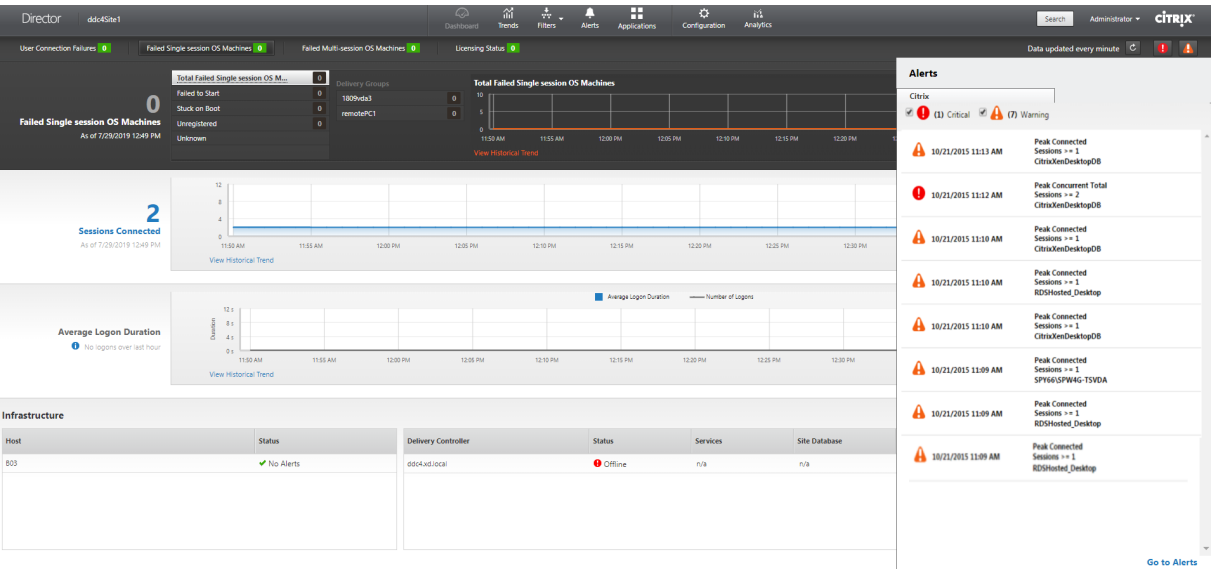 Director ddc4Site1 Dashboard Trends Filters Alerts Applications Configuration Analytics Search Administrator CİTRİX
User Connection Failures 0 Failed Single session OS Machines 0 Failed Multi-session OS Machines 0 Licensing Status 0 Data updated every minute
0
Failed Single session OS Machines
As of 7/29/2019 12:49 PM
Total Failed Single session OS M... 0
Failed to Start 0
Stuck on Boot 0
Unregistered 0
Unknown
Delivery Groups
1809vda3 0
remotePC1 0
Total Failed Single session OS Machines
10
5
0
11:50 AM 11:55 AM 12:00 PM 12:05 PM 12:10 PM 12:15 PM 12:20 PM
View Historical Trend
2
Sessions Connected
As of 7/29/2019 12:49 PM
12
8
4
0
11:50 AM 11:55 AM 12:00 PM 12:05 PM 12:10 PM 12:15 PM 12:20 PM 12:25 PM 12:30 PM
View Historical Trend
Average Logon Duration
No logons over last hour
Average Logon Duration Number of Logons
Duration
12 s
8 s
4 s
0 s
11:50 AM 11:55 AM 12:00 PM 12:05 PM 12:10 PM 12:15 PM 12:20 PM 12:25 PM 12:30 PM
View Historical Trend
Infrastructure
Host Status
B03 No Alerts
Delivery Controller Status Services Site Database
ddc4.xd.local Offline n/a n/a
Alerts
Citrix
(1) Critical (7) Warning
10/21/2015 11:13 AM
Peak Connected
Sessions >= 1
CitrixXenDesktopDB
10/21/2015 11:12 AM
Peak Concurrent Total
Sessions >= 2
CitrixXenDesktopDB
10/21/2015 11:10 AM
Peak Connected
Sessions >= 1
CitrixXenDesktopDB
10/21/2015 11:10 AM
Peak Connected
Sessions >= 1
RDSHosted_Desktop
10/21/2015 11:10 AM
Peak Connected
Sessions >= 1
CitrixXenDesktopDB
10/21/2015 11:09 AM
Peak Connected
Sessions >= 1
SPY66\SPW4G-TSVDA
10/21/2015 11:09 AM
Peak Connected
Sessions >= 1
RDSHosted_Desktop
10/21/2015 11:09 AM
Peak Connected
Sessions >= 1
RDSHosted_Desktop
Go to Alerts